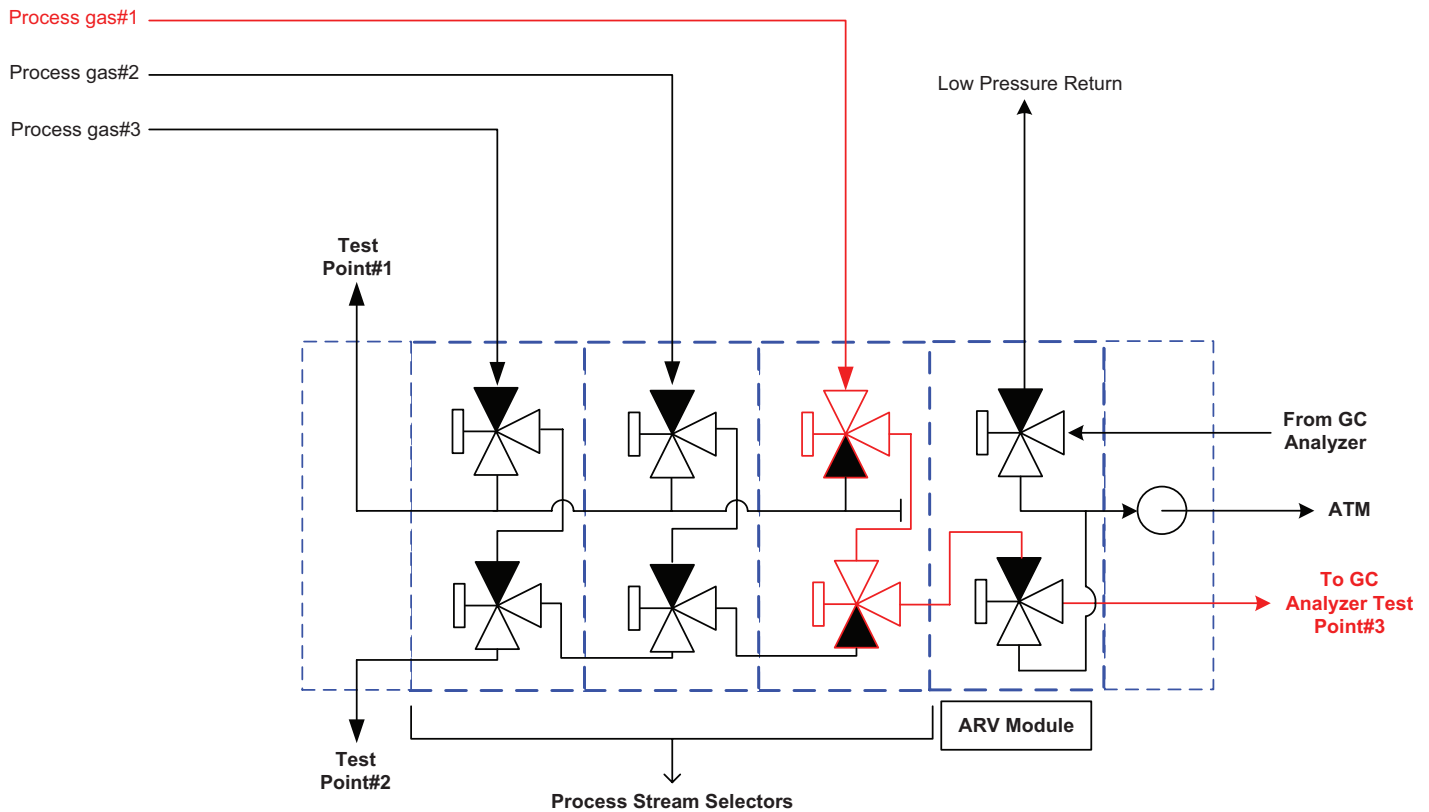 Process gas#1
Process gas#2
Process gas#3
Low Pressure Return
Test
Point#1
From GC
Analyzer
ATM
To GC
Analyzer Test
Point#3
ARV Module
Test
Point#2
Process Stream Selectors